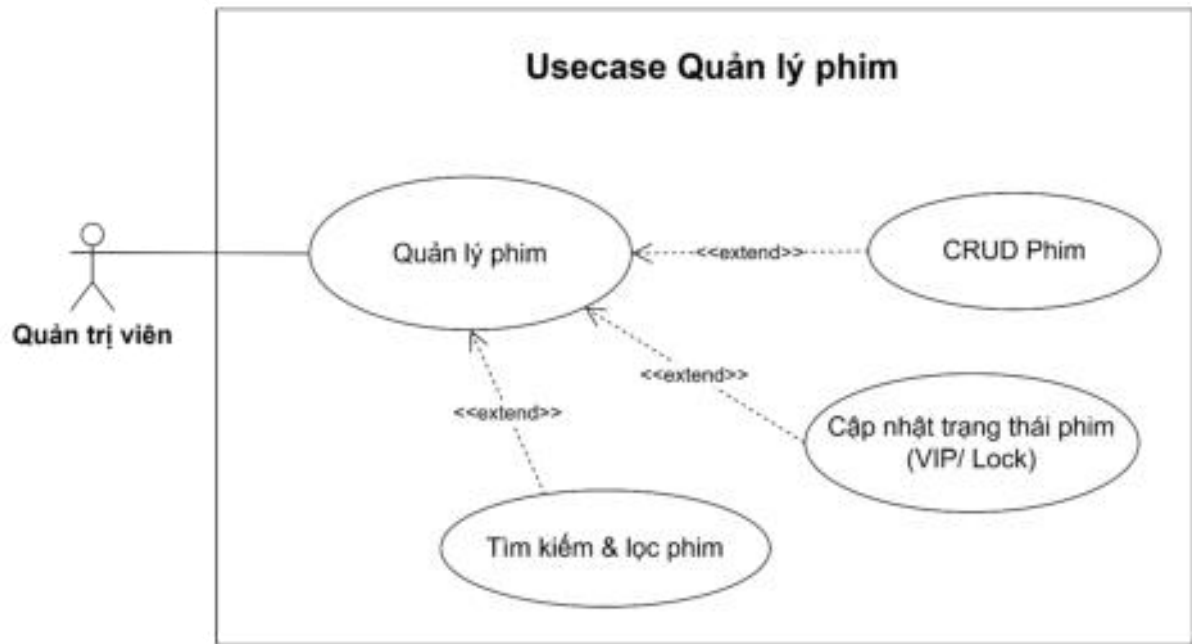 Usecase Quản lý phim
Quản lý phim
<<extend>>
CRUD Phim
Quản trị viên
<<extend>>
<<extend>>
Cập nhật trạng thái phim
(VIP/ Lock)
Tìm kiếm & lọc phim